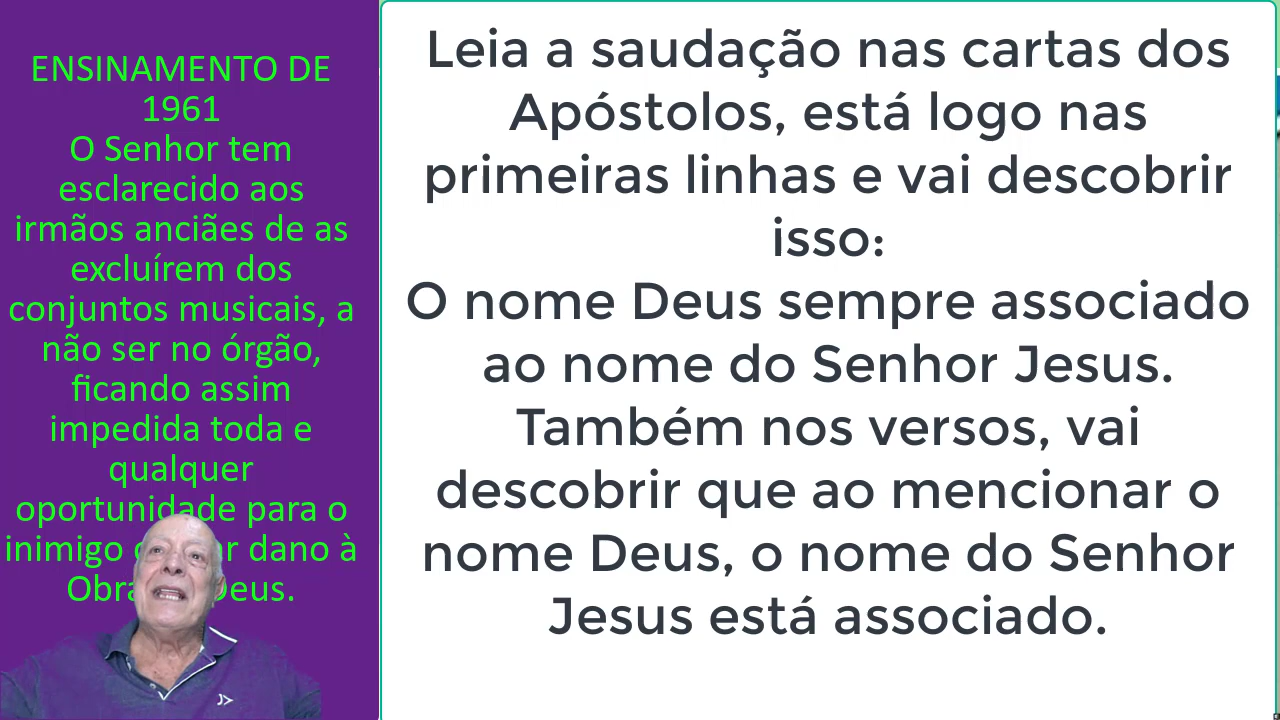 ENSINAMENTO DE
1961
O Senhor tem
esclarecido aos
irmãos anciães de as
excluírem dos
conjuntos musicais, a
não ser no órgão,
ficando assim
impedida toda e
qualquer
oportunidade para o
inimigo dano à
Obra Deus.
Leia a saudação nas cartas dos
Apóstolos, está logo nas
primeiras linhas e vai descobrir
isso:
O nome Deus sempre associado
ao nome do Senhor Jesus.
Também nos versos, vai
descobrir que ao mencionar o
nome Deus, o nome do Senhor
Jesus está associado.